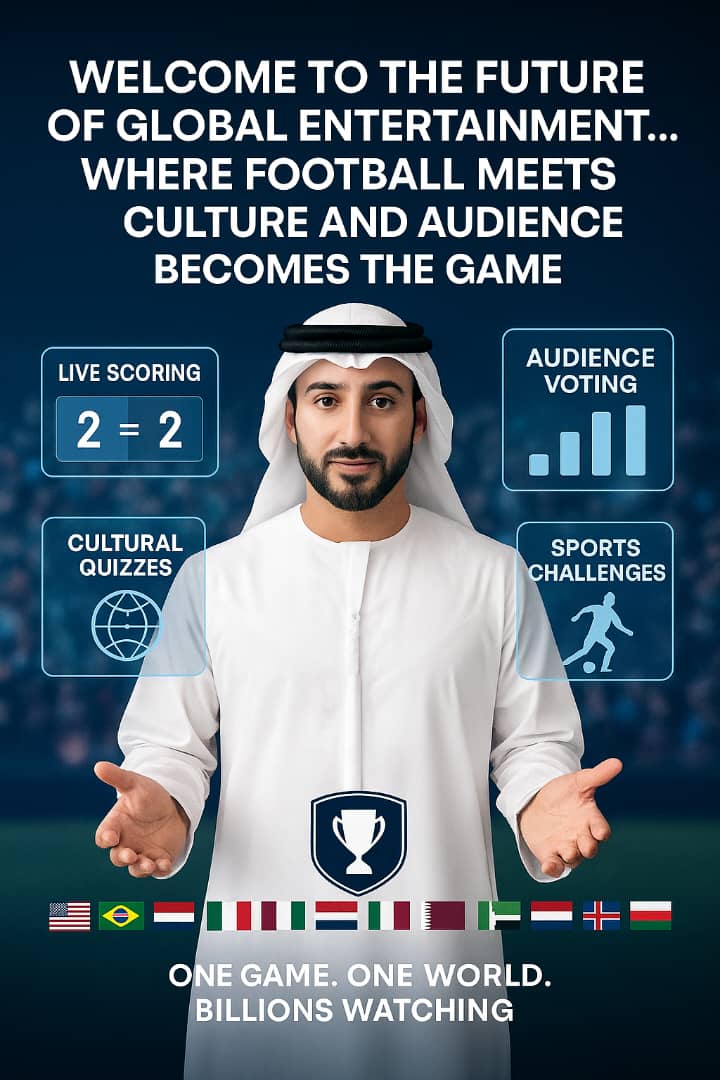 WELCOME TO THE FUTURE
OF GLOBAL ENTERTAINMENT...
WHERE FOOTBALL MEETS
CULTURE AND AUDIENCE
BECOMES THE GAME
LIVE SCORING
2 = 2
AUDIENCE
VOTING
CULTURAL
QUIZZES
SPORTS
CHALLENGES
ONE GAME. ONE WORLD.
BILLIONS WATCHING